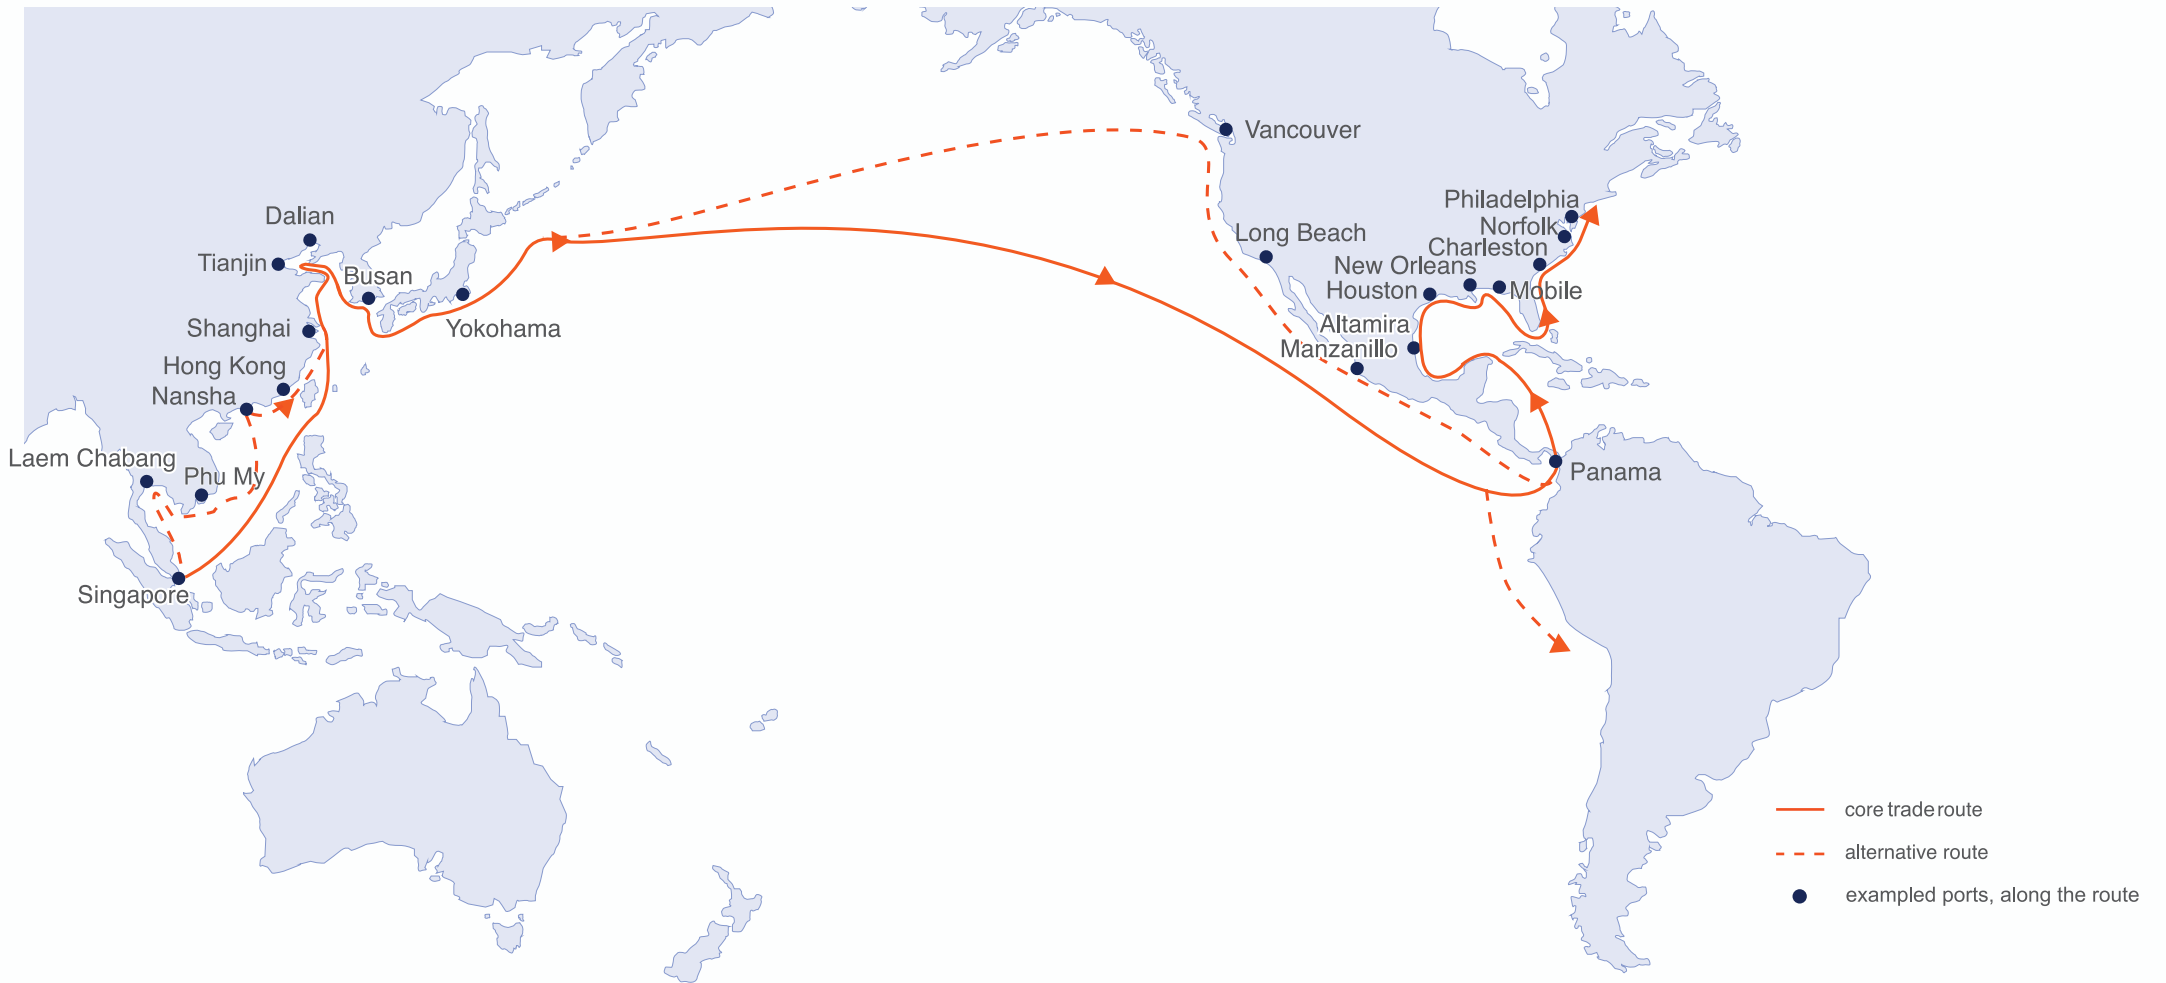 Vancouver
Philadelphia
Norfolk
Dalian
Long Beach
Charleston
Tianjin
New Orleans
Busan
Houston
Mobile
Shanghai
Yokohama
Altamira
Manzanillo
Hong Kong
Nansha
Laem Chabang
Phu My
Panama
Singapore
core trade route
alternative route
exampled ports, along the route